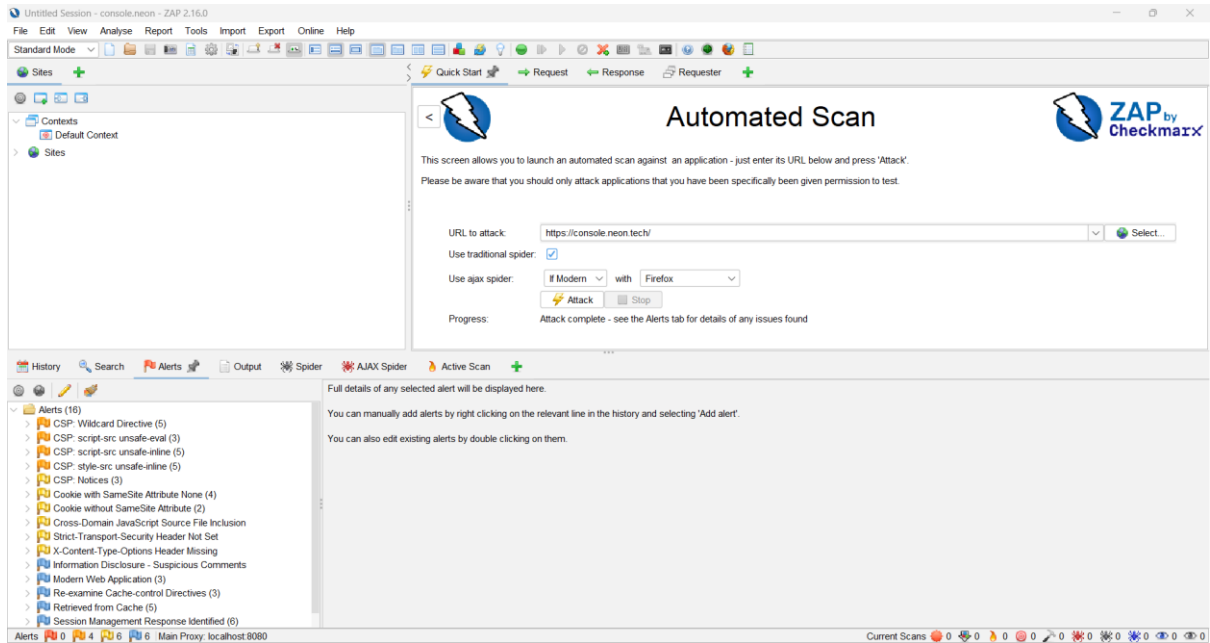 Untitled Session - console.neon - ZAP 2.16.0
File Edit View Analyse Report Tools Import Export Online Help
Standard Mode
Sites
Quick Start Request Response Requester
Contexts
Default Context
Sites
<
Automated Scan
ZAP by Checkmarx
This screen allows you to launch an automated scan against an application - just enter its URL below and press 'Attack'.
Please be aware that you should only attack applications that you have been specifically been given permission to test.
URL to attack: https://console.neon.tech/ Select...
Use traditional spider:
Use ajax spider: If Modern with Firefox
Attack Stop
Progress: Attack complete - see the Alerts tab for details of any issues found
History Search Alerts Output Spider AJAX Spider Active Scan
Alerts (16)
CSP: Wildcard Directive (5)
CSP: script-src unsafe-eval (3)
CSP: script-src unsafe-inline (5)
CSP: style-src unsafe-inline (5)
CSP: Notices (3)
Cookie with SameSite Attribute None (4)
Cookie without SameSite Attribute (2)
Cross-Domain JavaScript Source File Inclusion
Strict-Transport-Security Header Not Set
X-Content-Type-Options Header Missing
Information Disclosure - Suspicious Comments
Modern Web Application (3)
Re-examine Cache-control Directives (3)
Retrieved from Cache (5)
Session Management Response Identified (6)
Full details of any selected alert will be displayed here.
You can manually add alerts by right clicking on the relevant line in the history and selecting 'Add alert'.
You can also edit existing alerts by double clicking on them.
Alerts 0 4 6 6 Main Proxy: localhost:8080
Current Scans 0 0 0 0 0 0 0 0 0 0